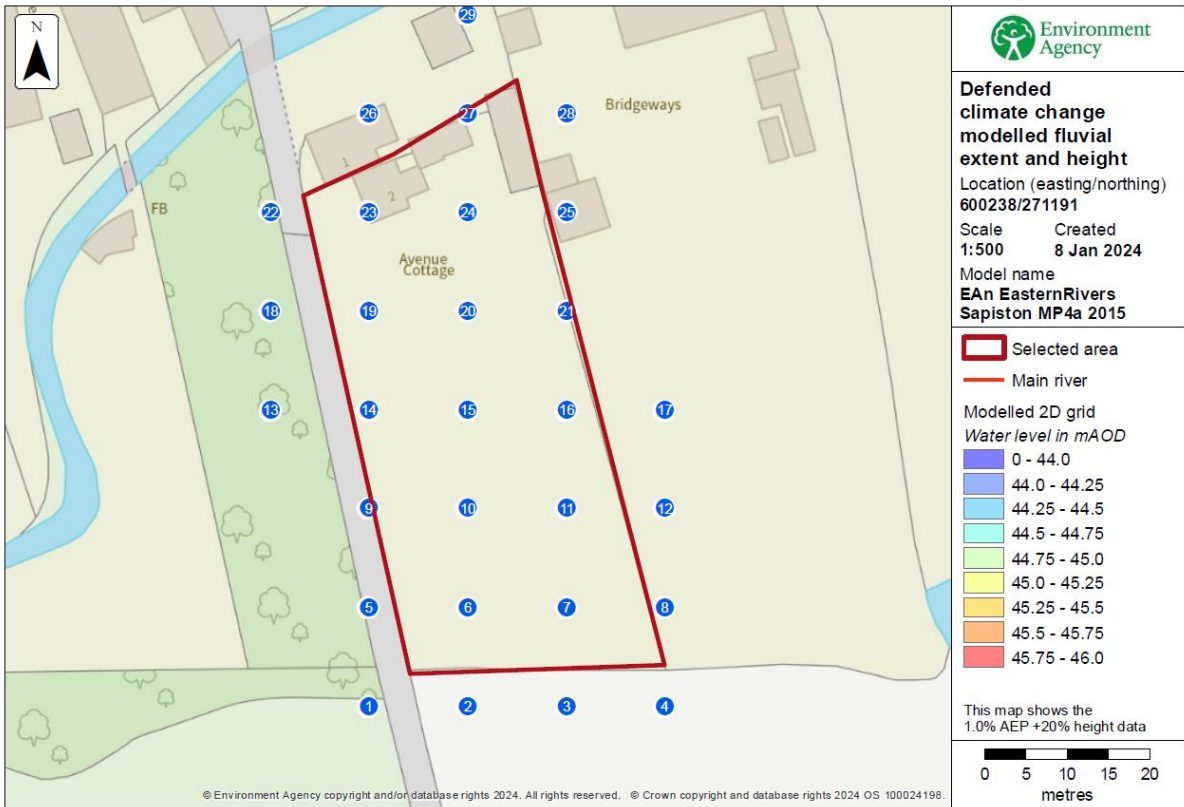 N
29
26
27
28
Bridgeways
1
2
FB
22
23
24
25
Avenue
Cottage
18
19
20
21
13
14
15
16
17
9
10
11
12
5
6
7
8
1
2
3
4
© Environment Agency copyright and/or database rights 2024. All rights reserved. © Crown copyright and database rights 2024 OS 100024198.
Environment
Agency
Defended
climate change
modelled fluvial
extent and height
Location (easting/northing)
600238/271191
Scale Created
1:500 8 Jan 2024
Model name
EAn EasternRivers
Sapiston MP4a 2015
Selected area
Main river
Modelled 2D grid
Water level in mAOD
0 - 44.0
44.0 - 44.25
44.25 - 44.5
44.5 - 44.75
44.75 - 45.0
45.0 - 45.25
45.25 - 45.5
45.5 - 45.75
45.75 - 46.0
This map shows the
1.0% AEP +20% height data
0 5 10 15 20
metres